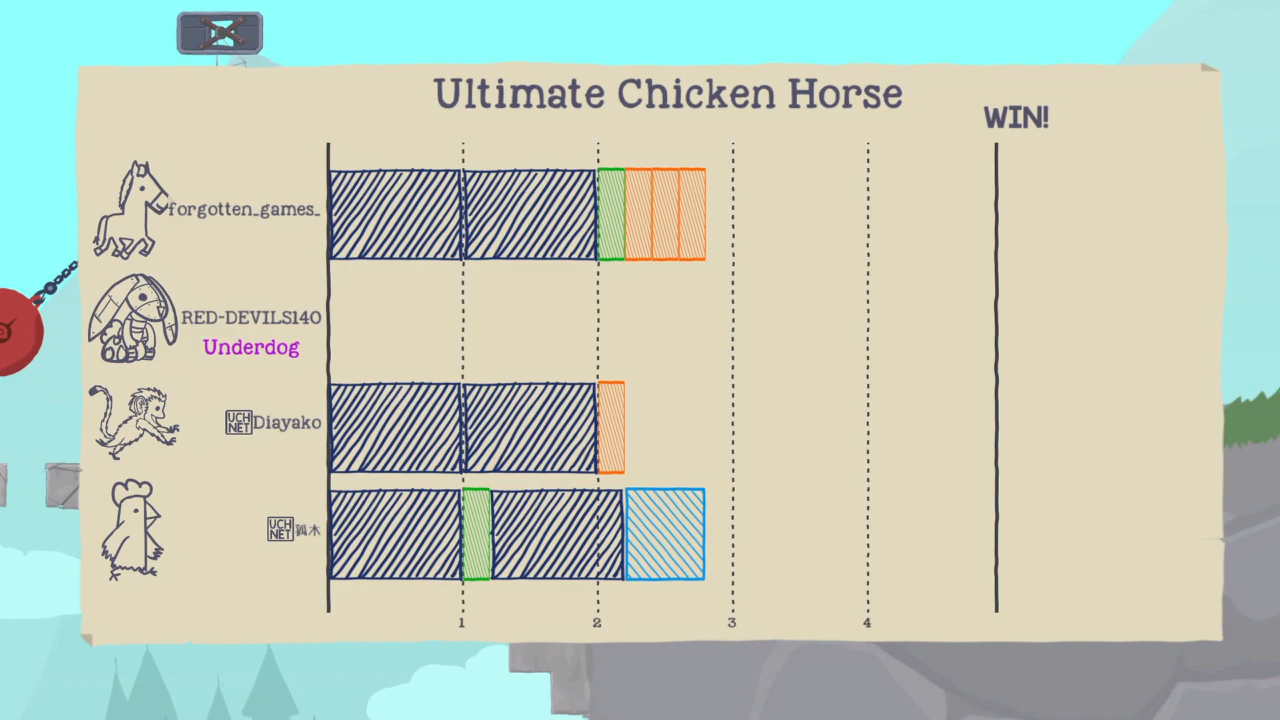 Ultimate Chicken Horse
WIN!
forgotten_games_
RED-DEVILS140
Underdog
UCH NET Diayako
UCH NET 狐木
1 2 3 4